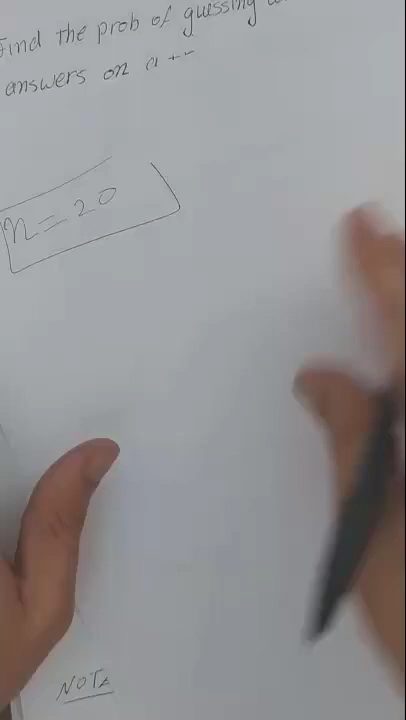 Find the prob of guessing
answers on a
n = 20
NOTE